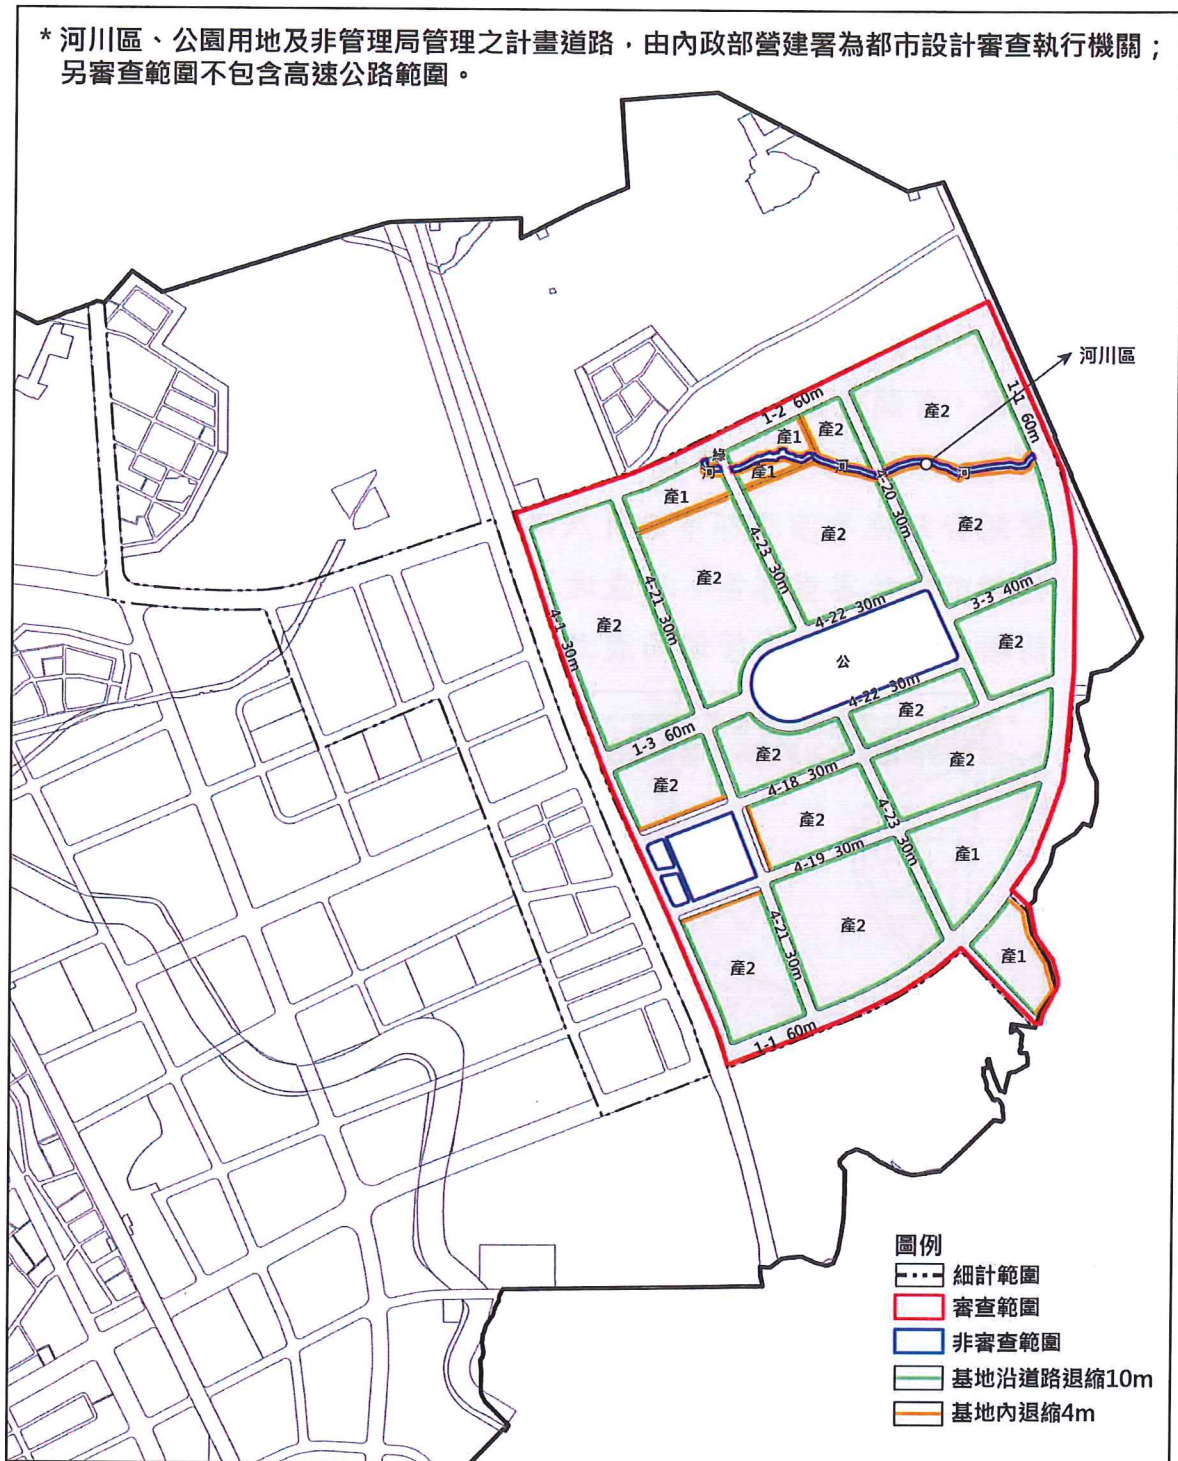 * 河川區、公園用地及非管理局管理之計畫道路，由內政部營建署為都市設計審查執行機關；
另審查範圍不包含高速公路範圍。
河川區
1-1 60m
1-2 60m
產2
產1
產2
綠
河
產1
河
河
產1
4-20 30m
產2
產2
4-23 30m
產2
4-21 30m
3-3 40m
4-22 30m
產2
4-1 30m
產2
公
4-22 30m
產2
1-3 60m
產2
產2
4-18 30m
產2
產2
4-23 30m
4-19 30m
產1
產2
4-21 30m
產1
產2
1-1 60m
圖例
細計範圍
審查範圍
非審查範圍
基地沿道路退縮10m
基地內退縮4m